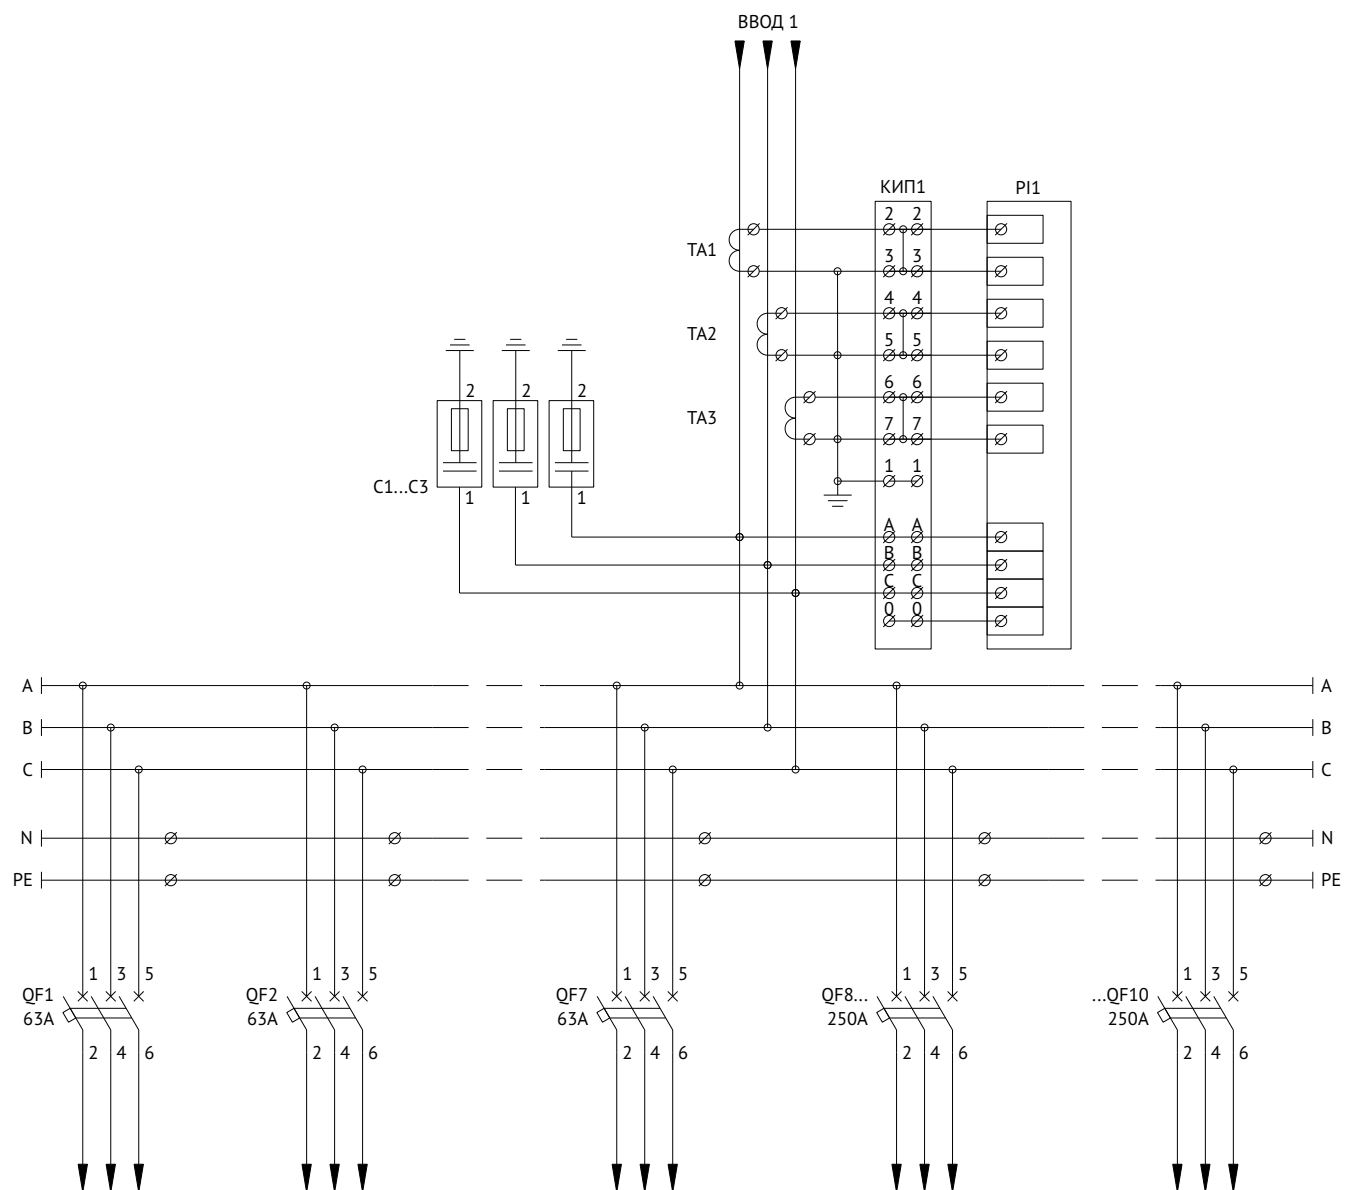 ВВОД 1
КИП1 PI1
2 2
TA1
3 3
4 4
TA2
5 5
2 2 2
6 6
TA3
7 7
1 1
C1...C3 1 1 1
A A
B B
C C
0 0
A A
B B
C C
N N
PE PE
1 3 5 1 3 5 1 3 5 1 3 5 1 3 5
QF1 QF2 QF7 QF8... ...QF10
63A 63A 63A 250A 250A
2 4 6 2 4 6 2 4 6 2 4 6 2 4 6